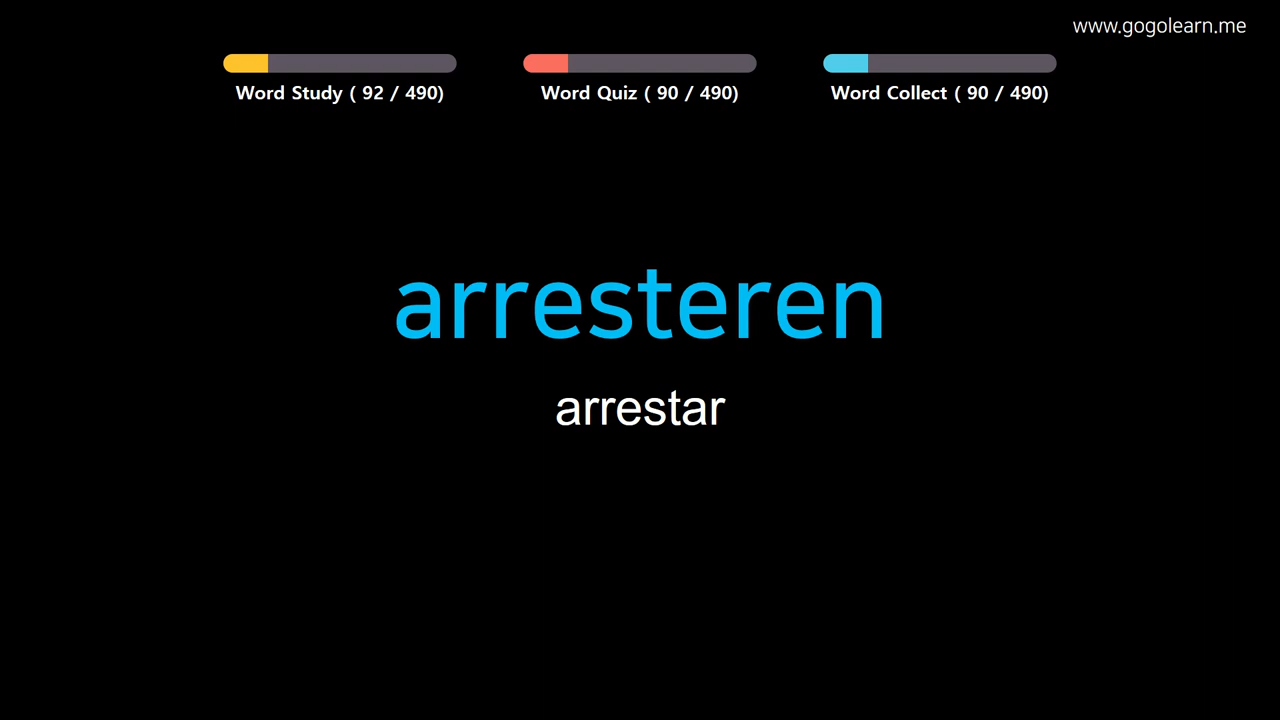 www.gogolearn.me
Word Study ( 92 / 490)
Word Quiz ( 90 / 490)
Word Collect ( 90 / 490)
arresteren
arrestar